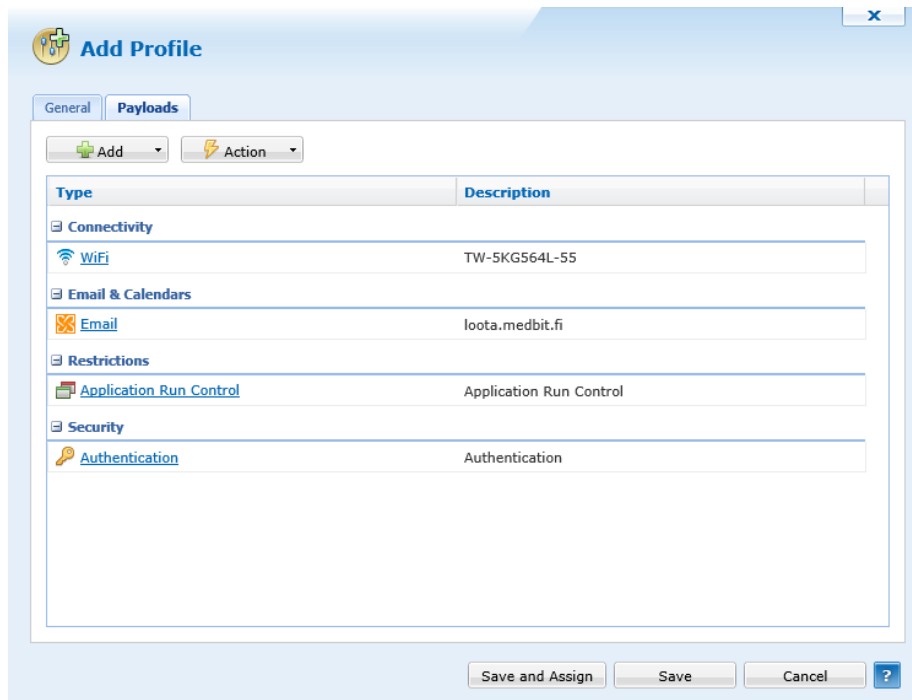 x
Add Profile
General Payloads
Add Action
Type Description
Connectivity
WiFi TW-5KG564L-55
Email & Calendars
Email loota.medbit.fi
Restrictions
Application Run Control Application Run Control
Security
Authentication Authentication
Save and Assign Save Cancel ?